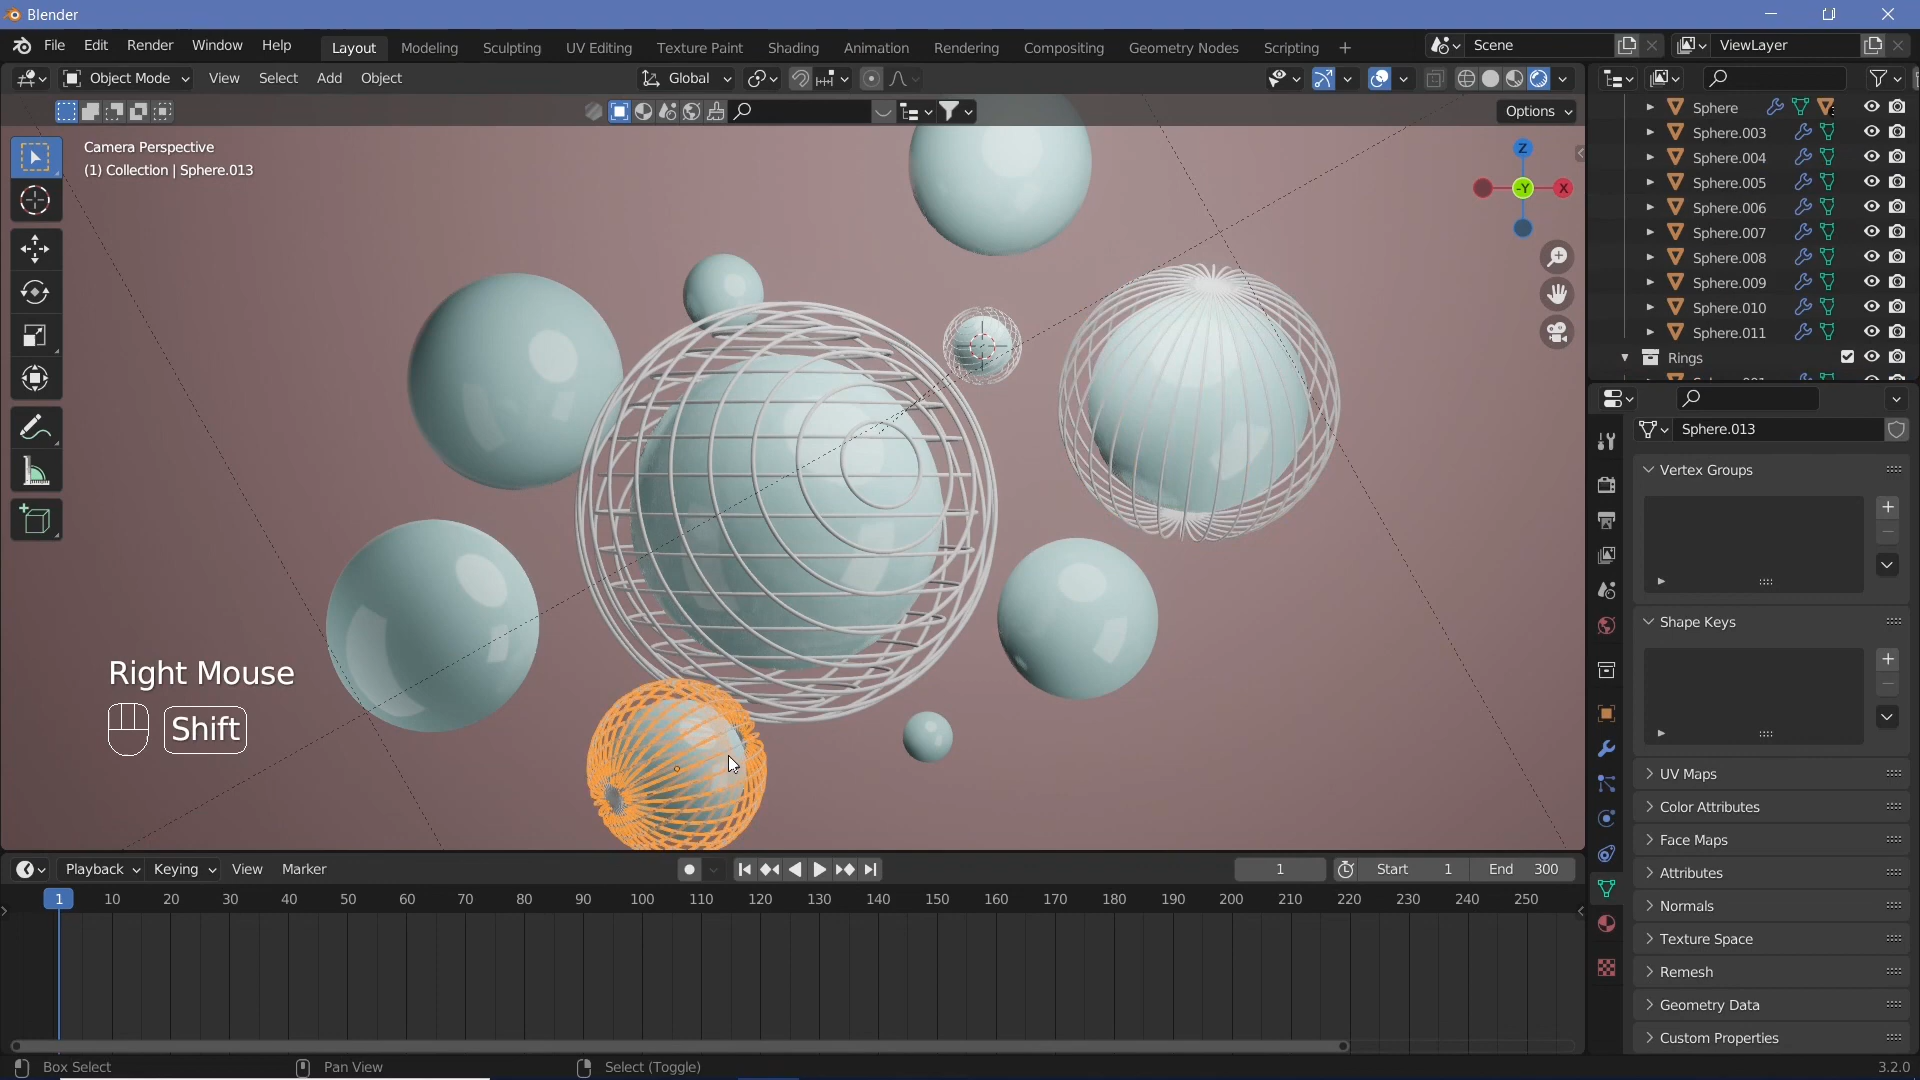 Blender
File Edit Render Window Help
Layout Modeling Sculpting UV Editing Texture Paint Shading Animation Rendering Compositing Geometry Nodes Scripting +
Scene
ViewLayer
Object Mode View Select Add Object
Global
Options
Camera Perspective
(1) Collection | Sphere.013
Z
-Y
X
Sphere
Sphere.003
Sphere.004
Sphere.005
Sphere.006
Sphere.007
Sphere.008
Sphere.009
Sphere.010
Sphere.011
Rings
Sphere.013
Vertex Groups
Shape Keys
UV Maps
Color Attributes
Face Maps
Attributes
Normals
Texture Space
Remesh
Geometry Data
Custom Properties
Right Mouse
Shift
Playback Keying View Marker
1
Start 1
End 300
1 10 20 30 40 50 60 70 80 90 100 110 120 130 140 150 160 170 180 190 200 210 220 230 240 250
Box Select
Pan View
Select (Toggle)
3.2.0